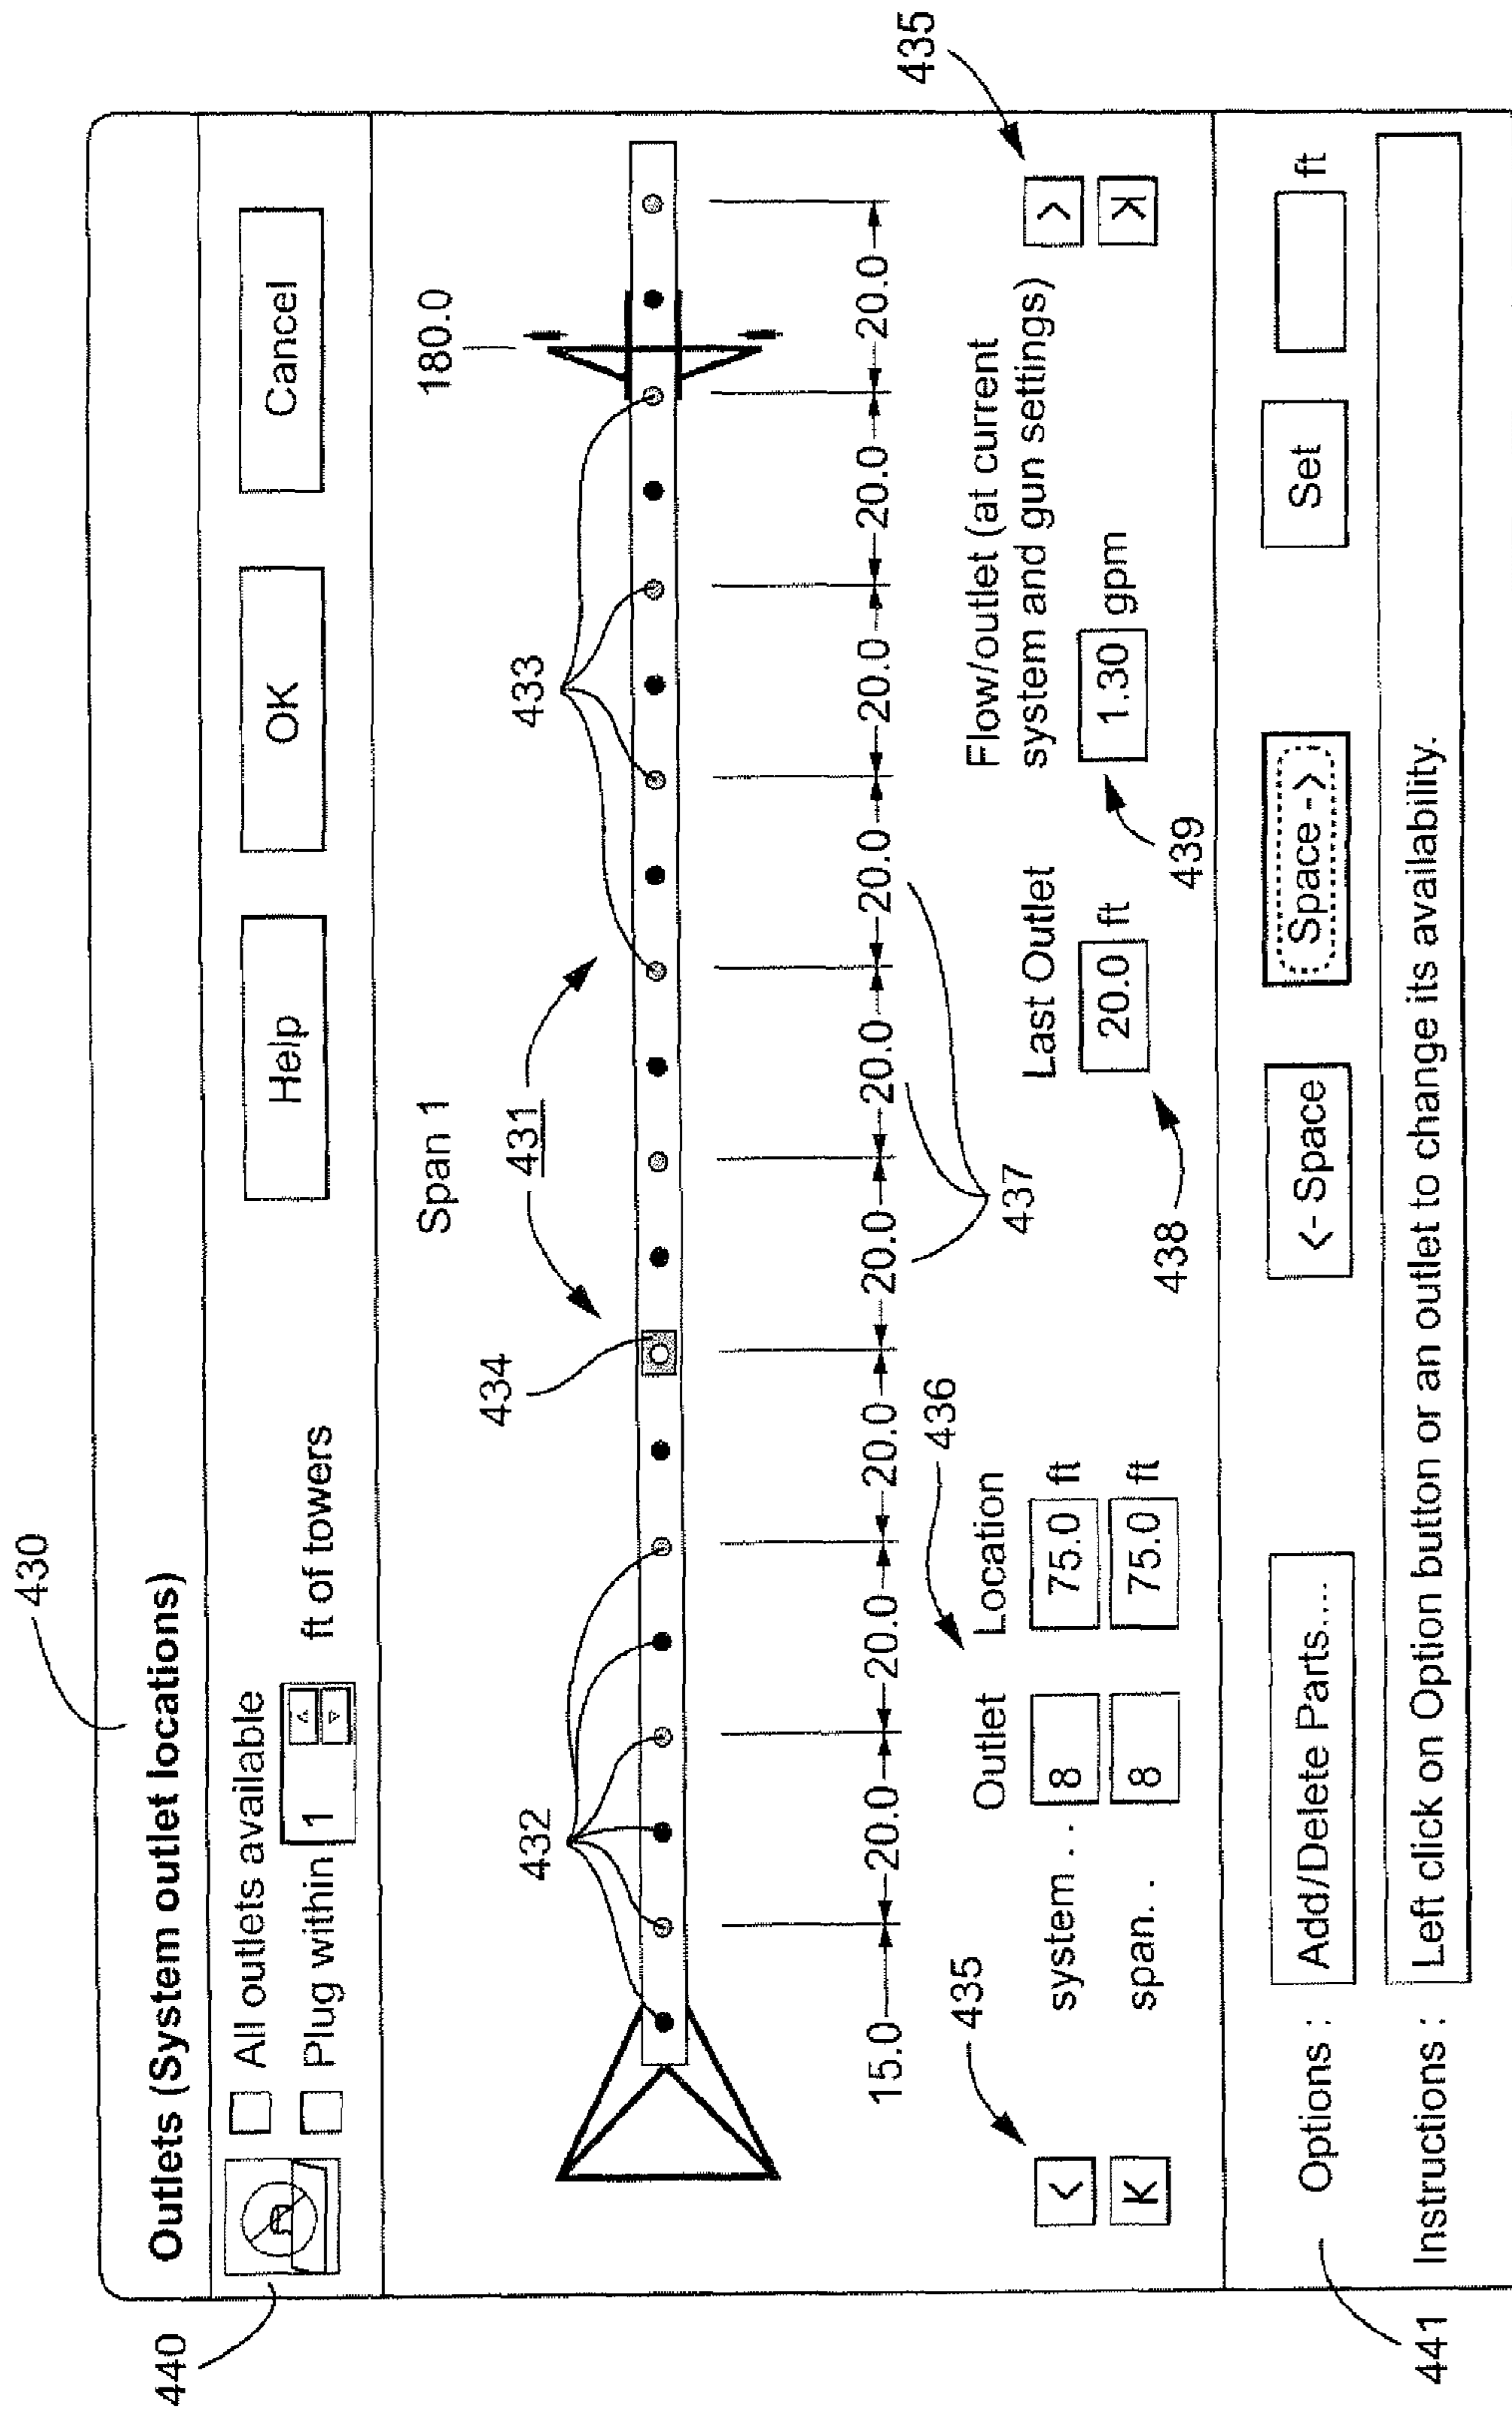 430
Outlets (System outlet locations)
440
All outlets available
Plug within 1 ft of towers
Help
OK
Cancel
Span 1
180.0
432
434
431
433
15.0 20.0 20.0 20.0 20.0 20.0 20.0 20.0 20.0 20.0
435
436
437
435
Outlet Location
system . . 8 75.0 ft
span. . 8 75.0 ft
Last Outlet
20.0 ft
438
Flow/outlet (at current
system and gun settings)
1.30 gpm
439
< K
> K
441
Options : Add/Delete Parts.... <- Space Space -> Set ft
Instructions : Left click on Option button or an outlet to change its availability.